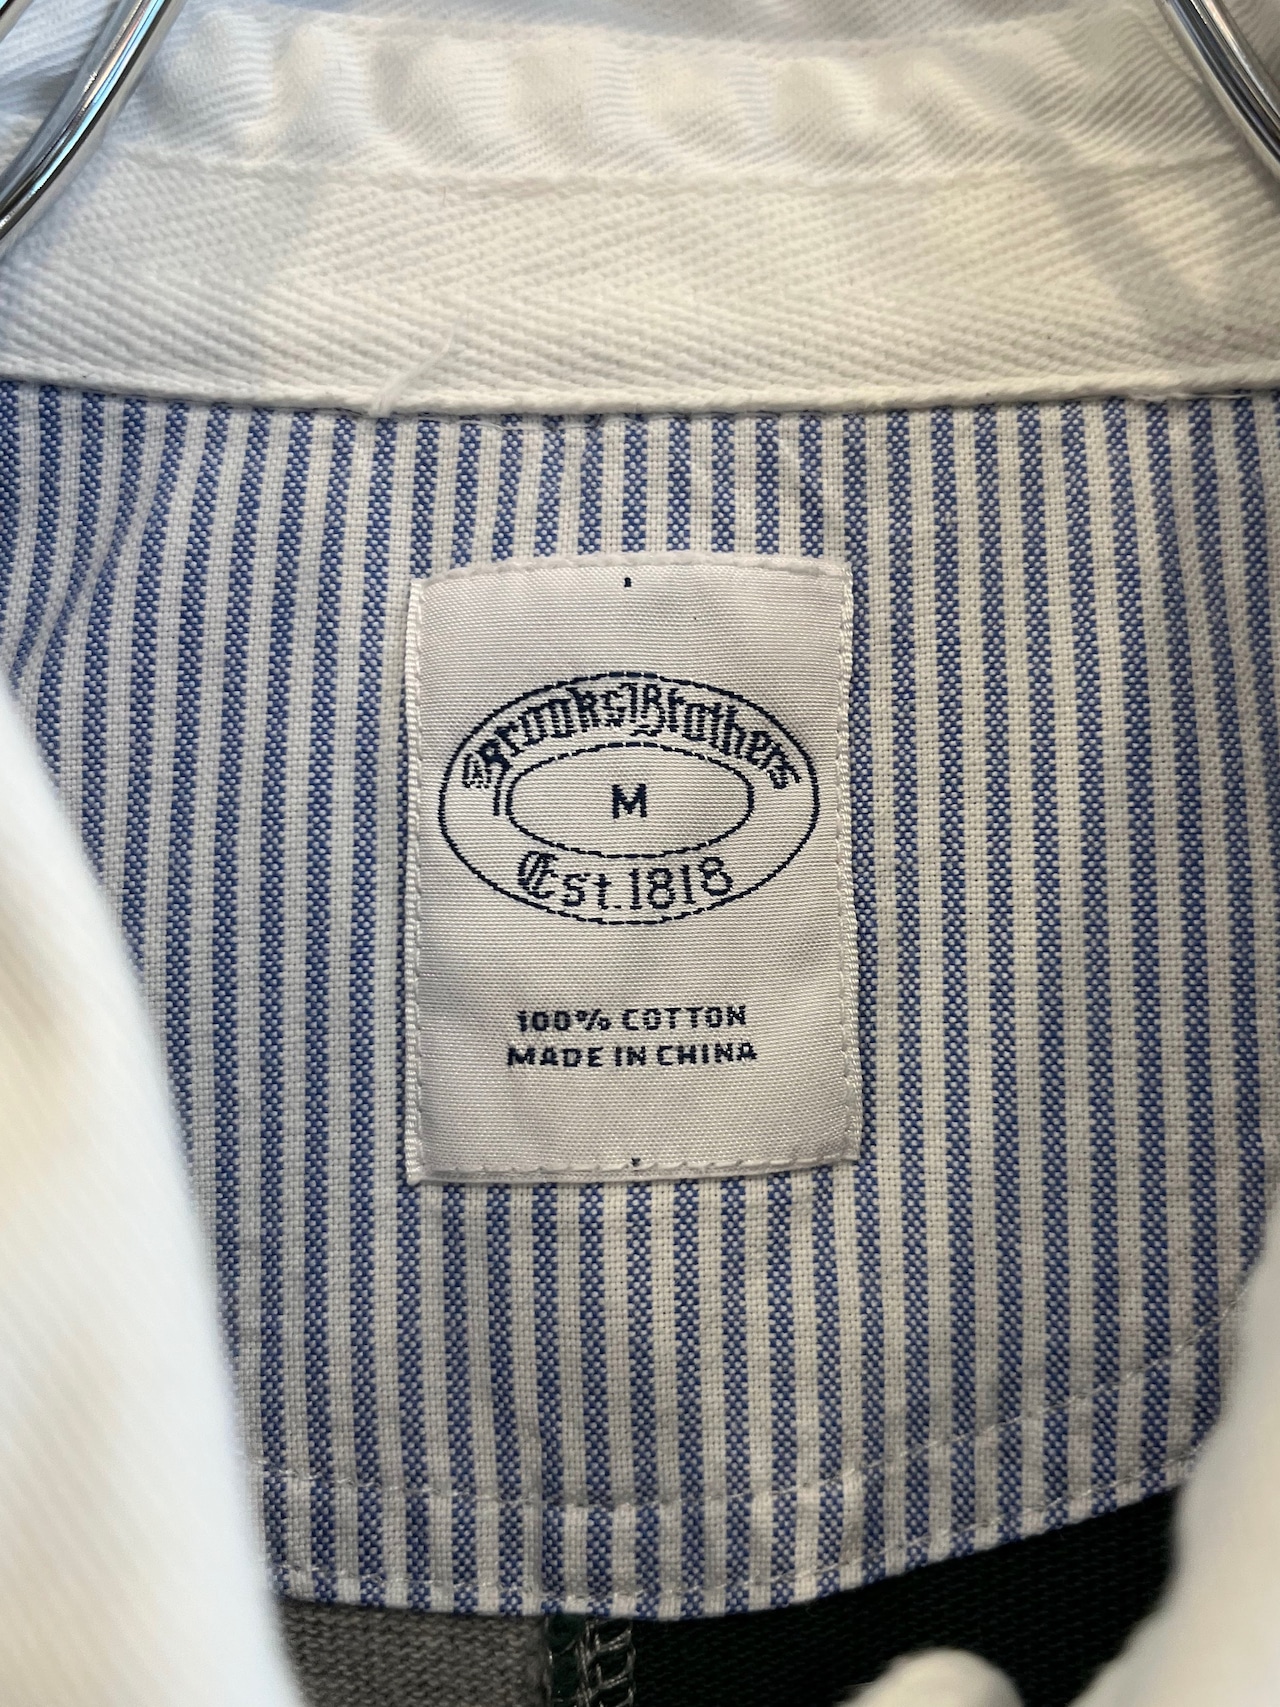 Brooks Brothers
M
Est. 1818
100% COTTON
MADE IN CHINA